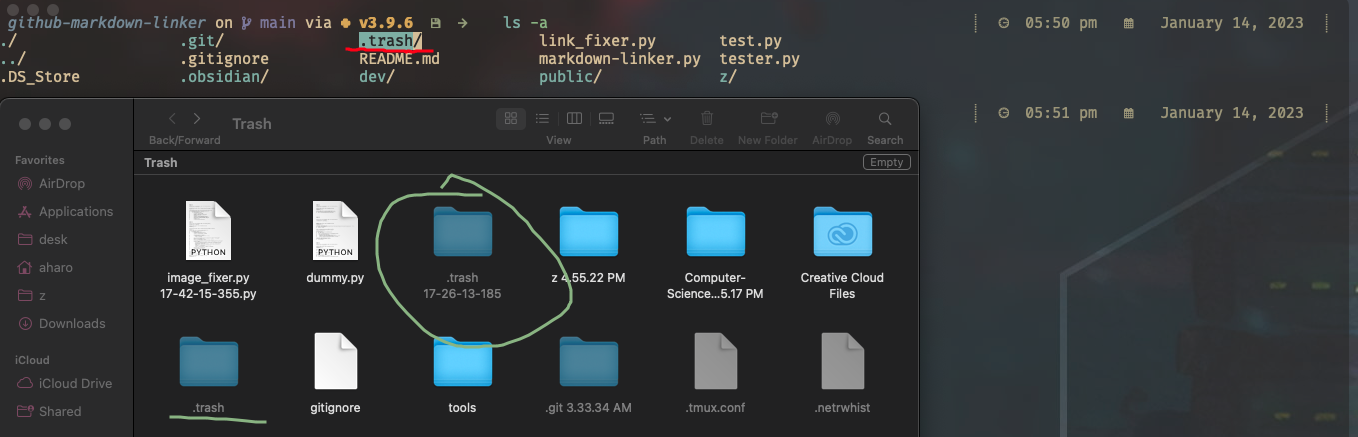 github-markdown-linker on main via v3.9.6 → ls -a 05:50 pm January 14, 2023
./ .git/ .trash/ link_fixer.py test.py
../ .gitignore README.md markdown-linker.py tester.py
.DS_Store .obsidian/ dev/ public/ z/
05:51 pm January 14, 2023
Trash
Back/Forward View Path Delete New Folder AirDrop Search
Trash Empty
Favorites
AirDrop
Applications
desk
aharo
z
Downloads
iCloud
iCloud Drive
Shared
PYTHON
image_fixer.py
17-42-15-355.py
PYTHON
dummy.py
.trash
17-26-13-185
z 4.55.22 PM
Computer-
Science...5.17 PM
Creative Cloud
Files
.trash
gitignore
tools
.git 3.33.34 AM
.tmux.conf
.netrwhist